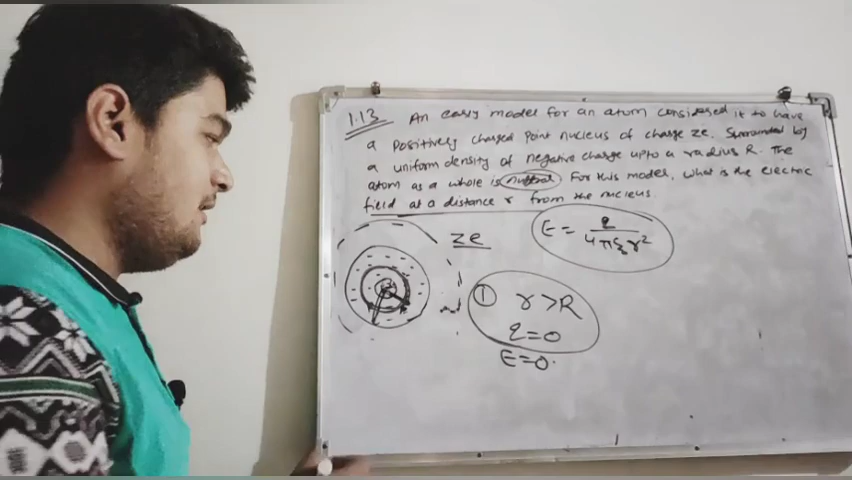 1.13 An early model for an atom considered it to have
a positively charged point nucleus of charge ze, surrounded by
a uniform density of negative charge upto a radius R. The
atom as a whole is neutral. For this model, what is the electric
field at a distance r from the nucleus
ze
E = q / 4πε₀r²
① r>R
q=0
E=0.